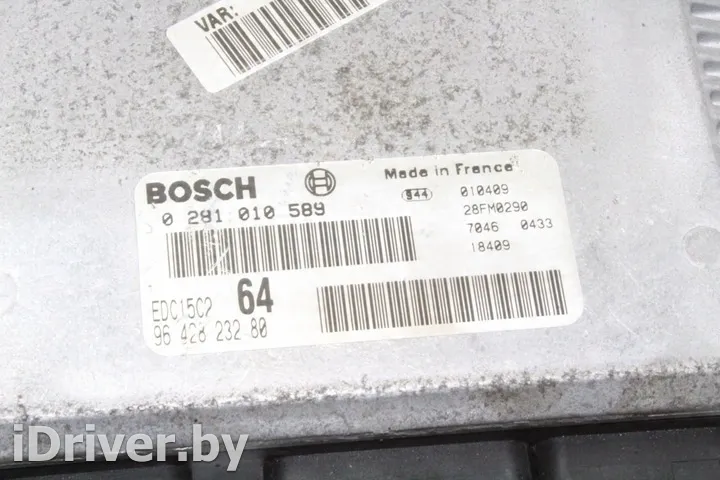 VAR:
BOSCH
Made in France
0 281 010 589
944
010409
28FM0290
7046 0433
18409
EDC15C2 64
96 428 232 80
iDriver.by